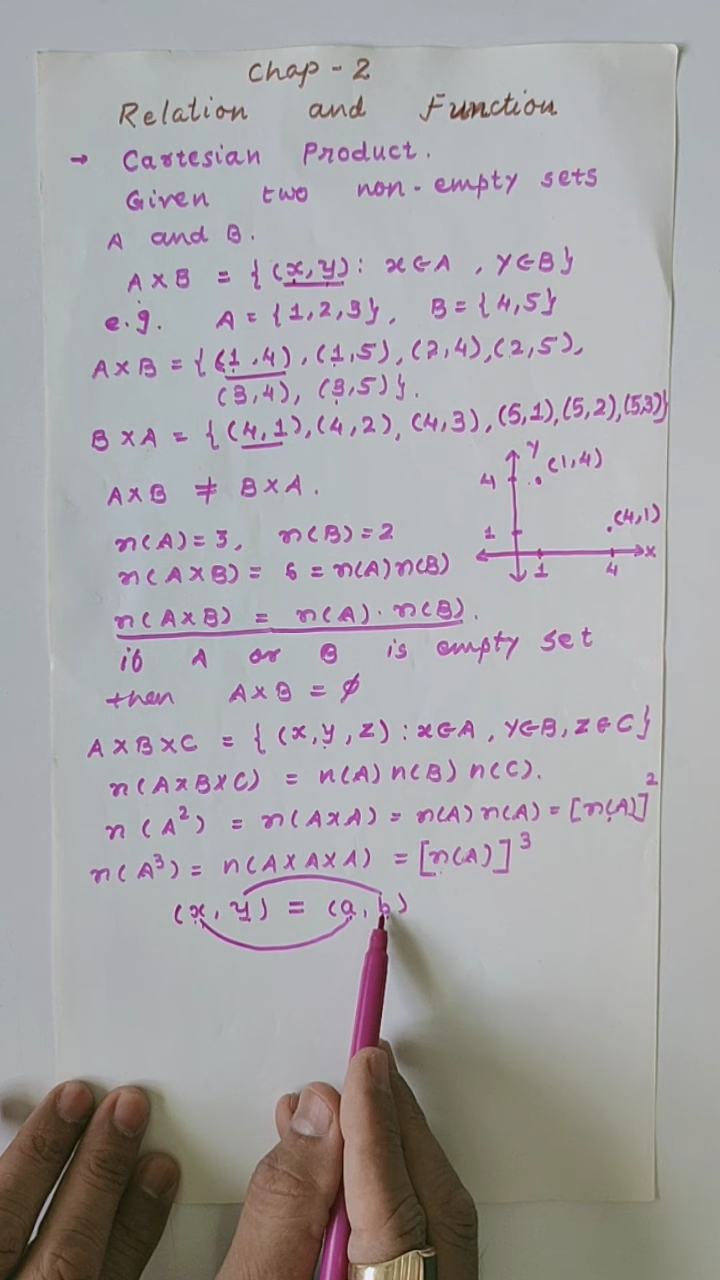 Chap - 2
Relation and Function
→ Cartesian Product.
Given two non-empty sets
A and B.
A×B = {(x,y): x∈A , y∈B}
e.g. A = {1,2,3}, B={4,5}
A×B = {(1,4), (1,5), (2,4), (2,5),
(3,4), (3,5)}.
B×A = {(4,1), (4,2), (4,3), (5,1), (5,2), (5,3)}
A×B ≠ B×A.
n(A)=3, n(B)=2
n(A×B) = 6 = n(A)n(B)
n(A×B) = n(A)·n(B).
Y
4
(1,4)
1
(4,1)
X
1
4
if A or B is empty set
then A×B = ∅
A×B×C = {(x,y,z): x∈A, y∈B, z∈C}
n(A×B×C) = n(A)n(B)n(C).
n(A²) = n(A×A) = n(A)n(A) = [n(A)]²
n(A³) = n(A×A×A) = [n(A)]³
(x,y) = (a,b)